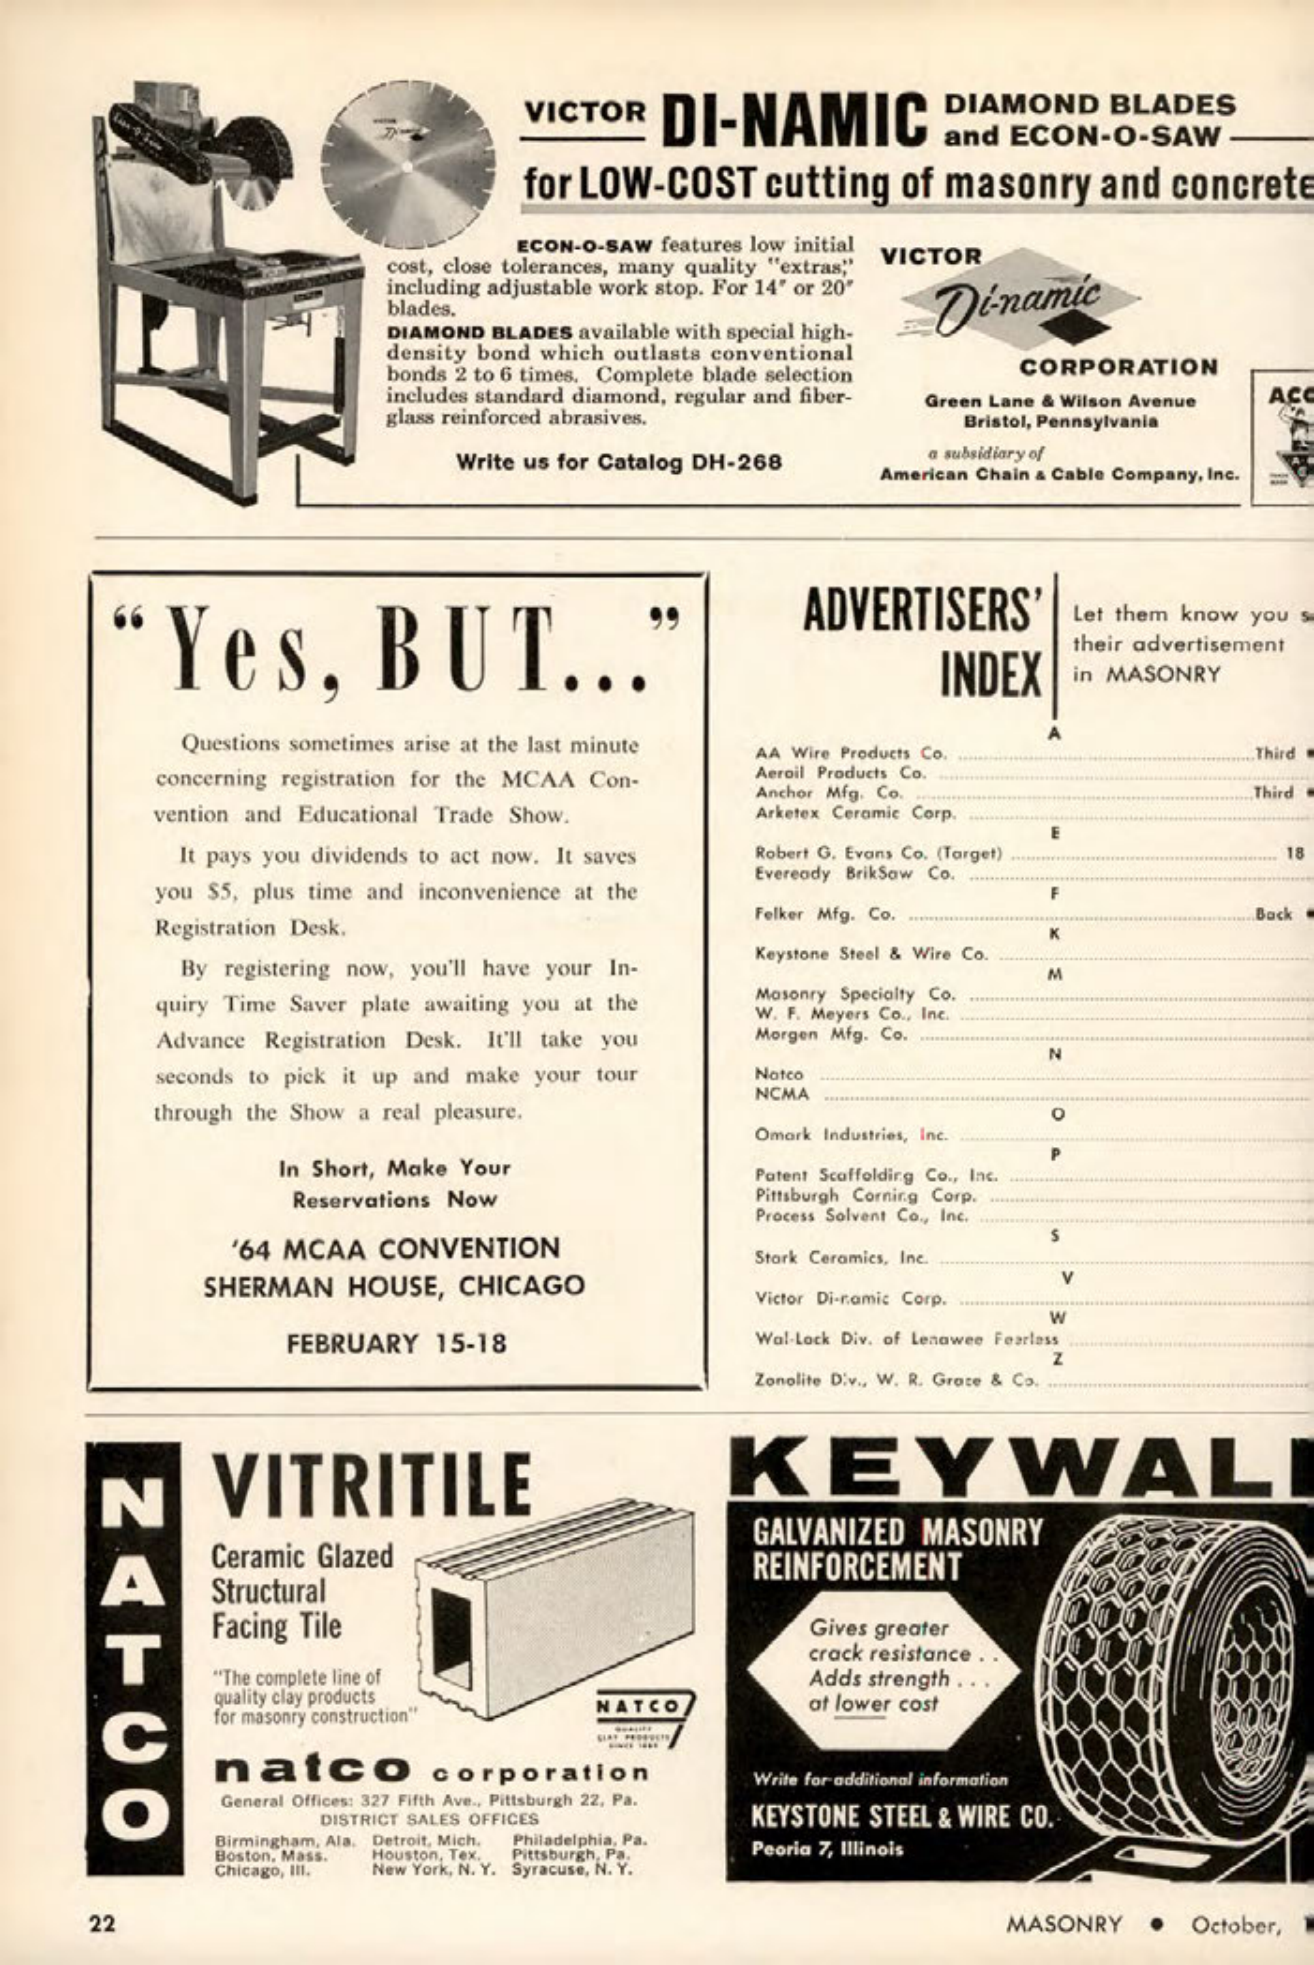 VICTOR DI-NAMIC DIAMOND BLADES
and ECON-O-SAW
for LOW-COST cutting of masonry and concrete
ECON-O-SAW features low initial
cost, close tolerances, many quality "extras,"
including adjustable work stop. For 14" or 20"
blades.
DIAMOND BLADES available with special high-
density bond which outlasts conventional
bonds 2 to 6 times. Complete blade selection
includes standard diamond, regular and fiber-
glass reinforced abrasives.
Write us for Catalog DH-268
VICTOR
Di-namic
CORPORATION
Green Lane & Wilson Avenue
Bristol, Pennsylvania
a subsidiary of
American Chain & Cable Company, Inc.
"Yes, BUT..."
Questions sometimes arise at the last minute
concerning registration for the MCAA Con-
vention and Educational Trade Show.
It pays you dividends to act now. It saves
you $5, plus time and inconvenience at the
Registration Desk.
By registering now, you'll have your In-
quiry Time Saver plate awaiting you at the
Advance Registration Desk. It'll take you
seconds to pick it up and make your tour
through the Show a real pleasure.
In Short, Make Your
Reservations Now
'64 MCAA CONVENTION
SHERMAN HOUSE, CHICAGO
FEBRUARY 15-18
ADVERTISERS'
INDEX
Let them know you
their advertisement
in MASONRY
A
AA Wire Products Co. Third
Aeroil Products Co.
Anchor Mfg. Co. Third
Arketex Ceramic Corp.
E
Robert G. Evans Co. (Target) 18
Eveready BrikSaw Co.
F
Felker Mfg. Co. Back
K
Keystone Steel & Wire Co.
M
Masonry Specialty Co.
W. F. Meyers Co., Inc.
Morgen Mfg. Co.
N
Natco
NCMA
O
Omark Industries, Inc.
P
Patent Scaffolding Co., Inc.
Pittsburgh Corning Corp.
Process Solvent Co., Inc.
S
Stark Ceramics, Inc.
V
Victor Di-namic Corp.
W
Wal-Lock Div. of Lenawee Fearless
Z
Zonolite Div., W. R. Grace & Co.
NATCO
VITRITILE
Ceramic Glazed
Structural
Facing Tile
"The complete line of
quality clay products
for masonry construction"
NATCO
QUALITY
CLAY PRODUCTS
natco corporation
General Offices: 327 Fifth Ave., Pittsburgh 22, Pa.
DISTRICT SALES OFFICES
Birmingham, Ala. Detroit, Mich. Philadelphia, Pa.
Boston, Mass. Houston, Tex. Pittsburgh, Pa.
Chicago, Ill. New York, N. Y. Syracuse, N. Y.
KEYWALL
GALVANIZED MASONRY
REINFORCEMENT
Gives greater
crack resistance . .
Adds strength . . .
at lower cost
Write for additional information
KEYSTONE STEEL & WIRE CO.
Peoria 7, Illinois
22
MASONRY • October,